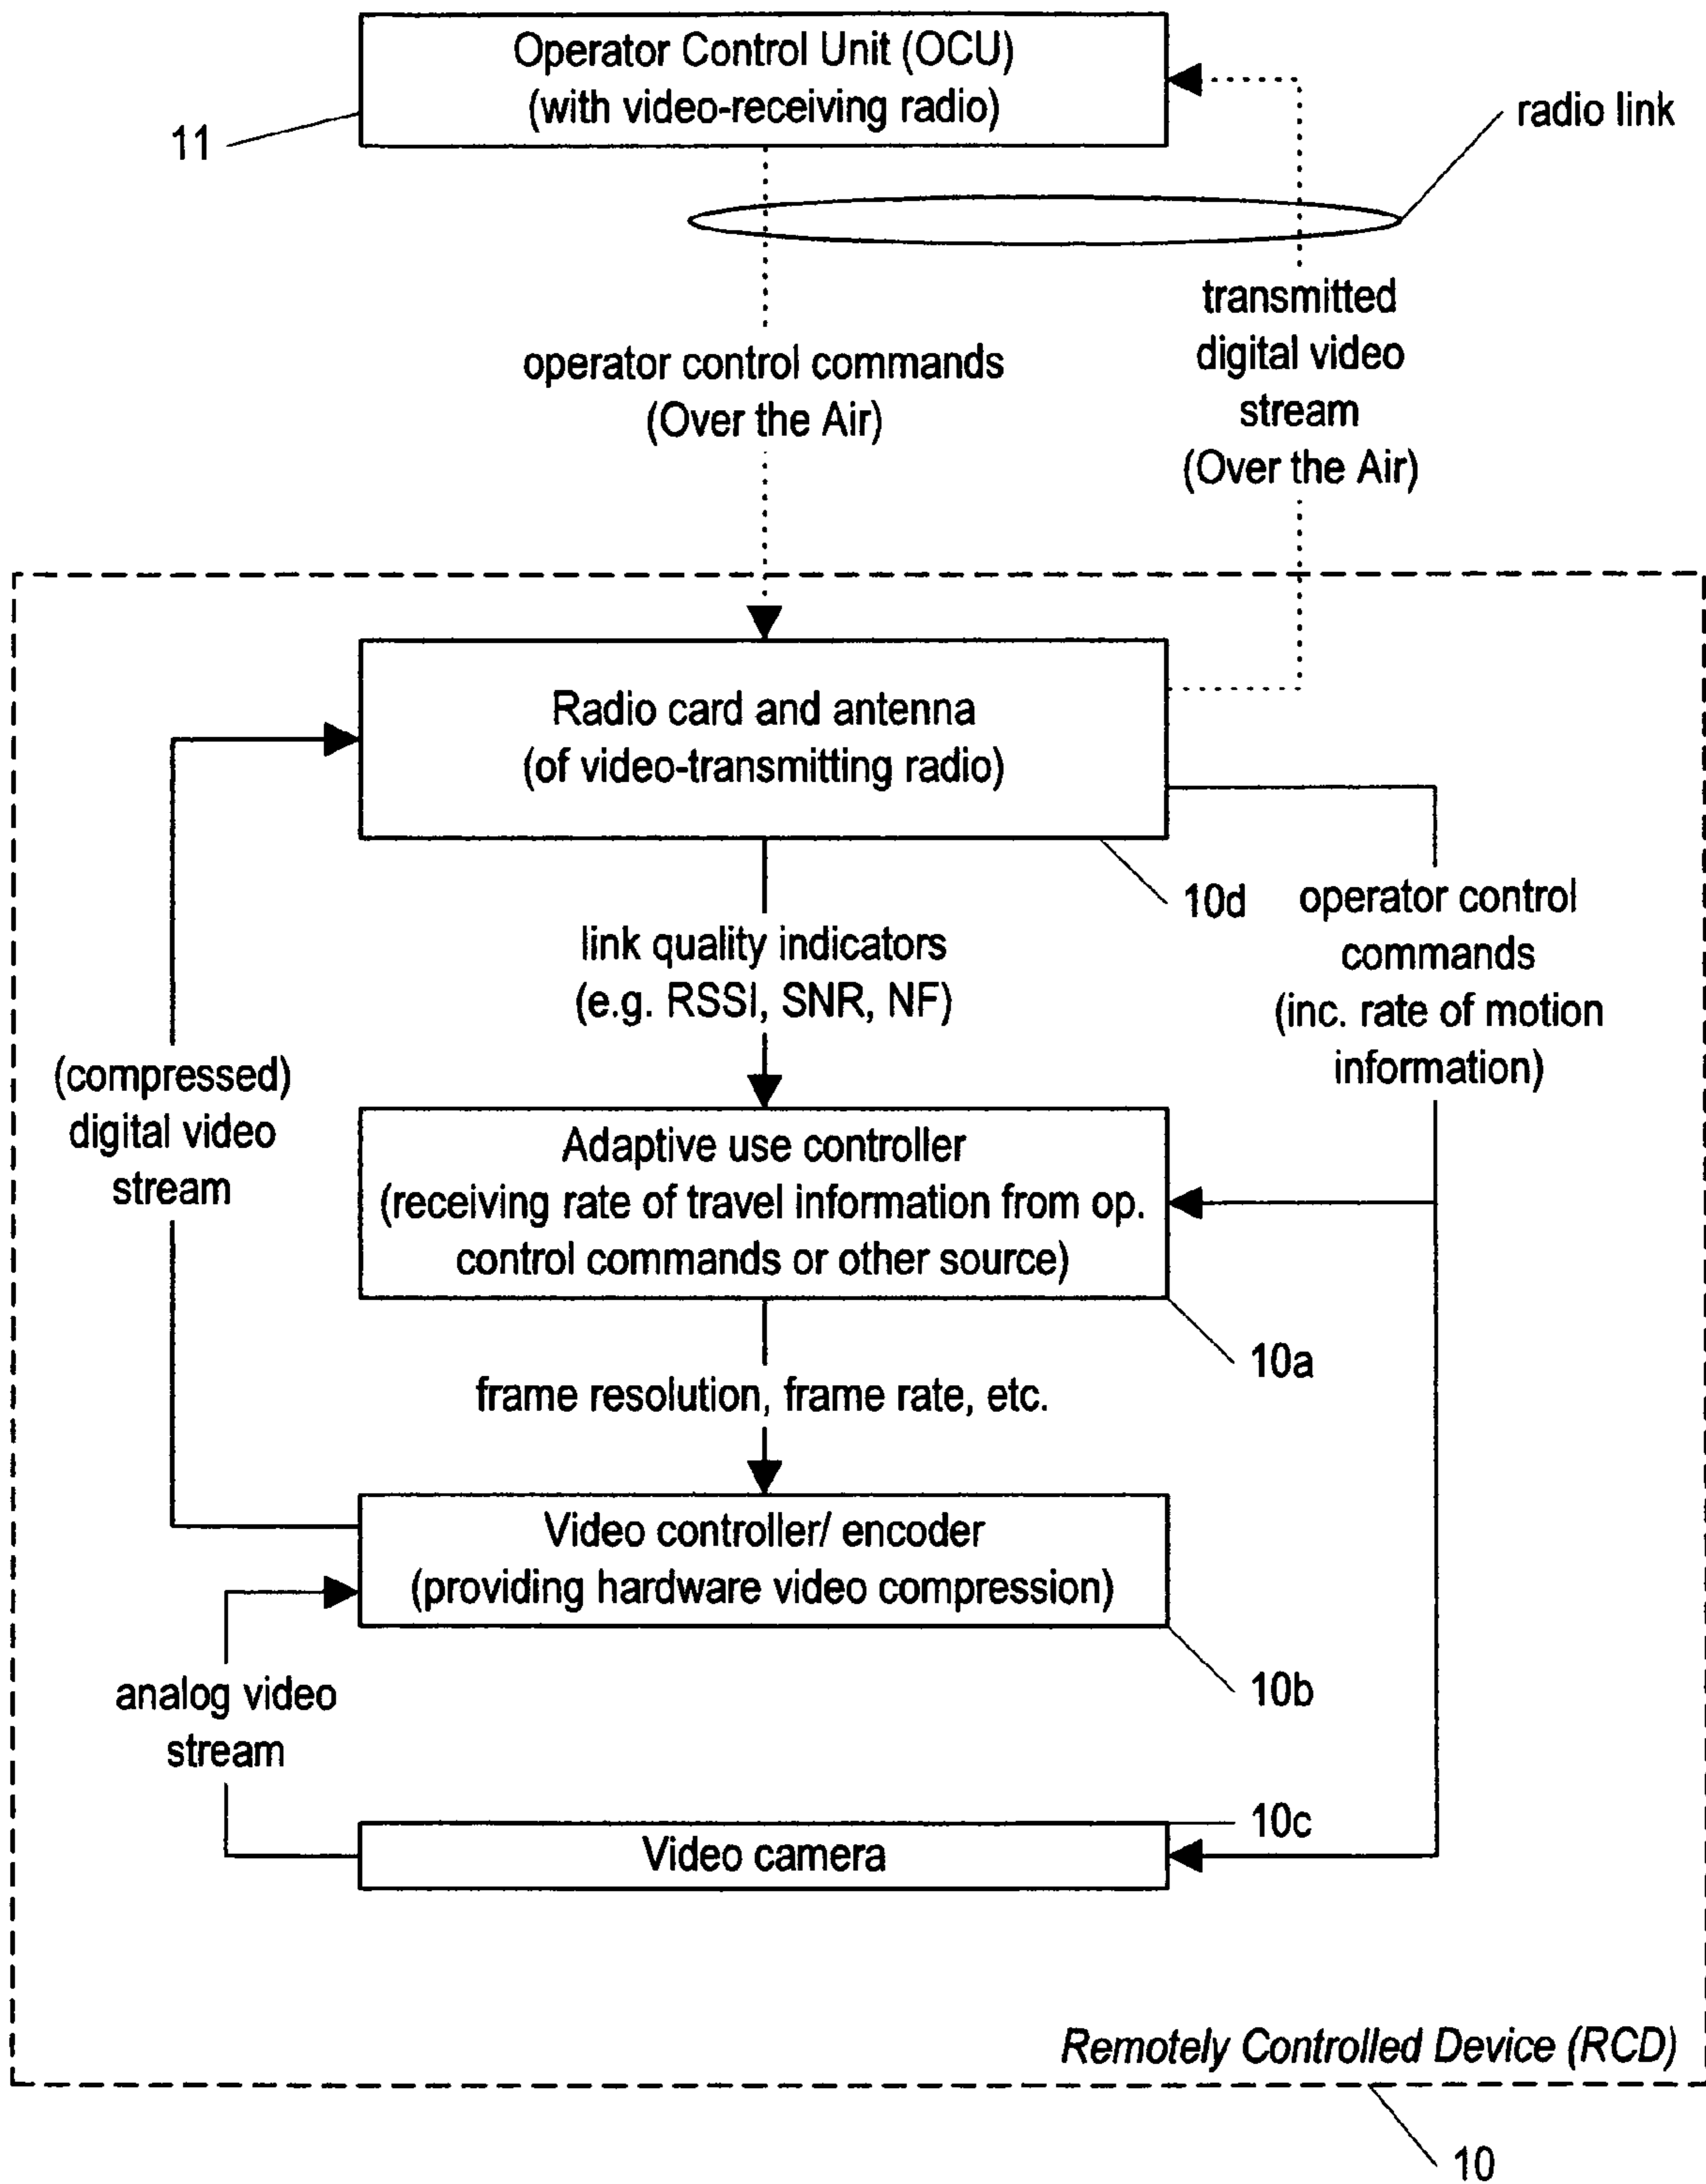 Operator Control Unit (OCU)
(with video-receiving radio)
11
radio link
operator control commands
(Over the Air)
transmitted
digital video
stream
(Over the Air)
Radio card and antenna
(of video-transmitting radio)
10d
link quality indicators
(e.g. RSSI, SNR, NF)
operator control
commands
(inc. rate of motion
information)
(compressed)
digital video
stream
Adaptive use controller
(receiving rate of travel information from op.
control commands or other source)
10a
frame resolution, frame rate, etc.
Video controller/ encoder
(providing hardware video compression)
10b
analog video
stream
10c
Video camera
Remotely Controlled Device (RCD)
10